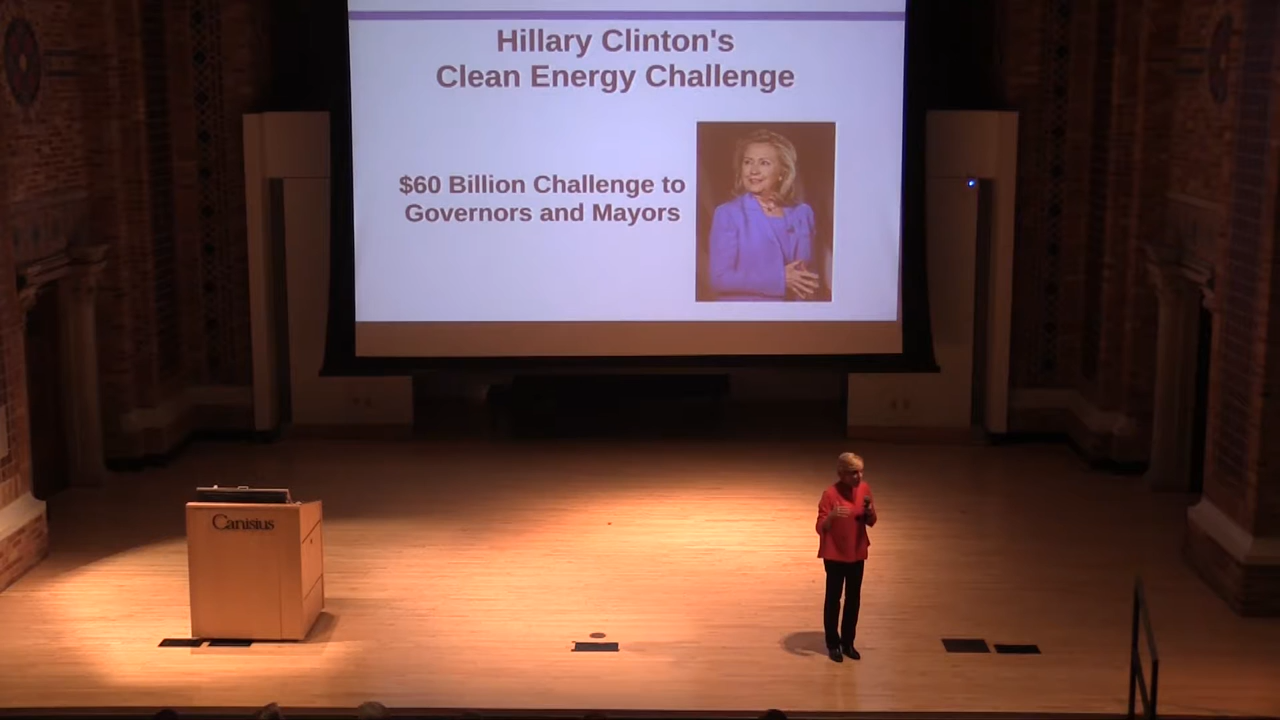 Hillary Clinton's
Clean Energy Challenge
$60 Billion Challenge to
Governors and Mayors
Canisius